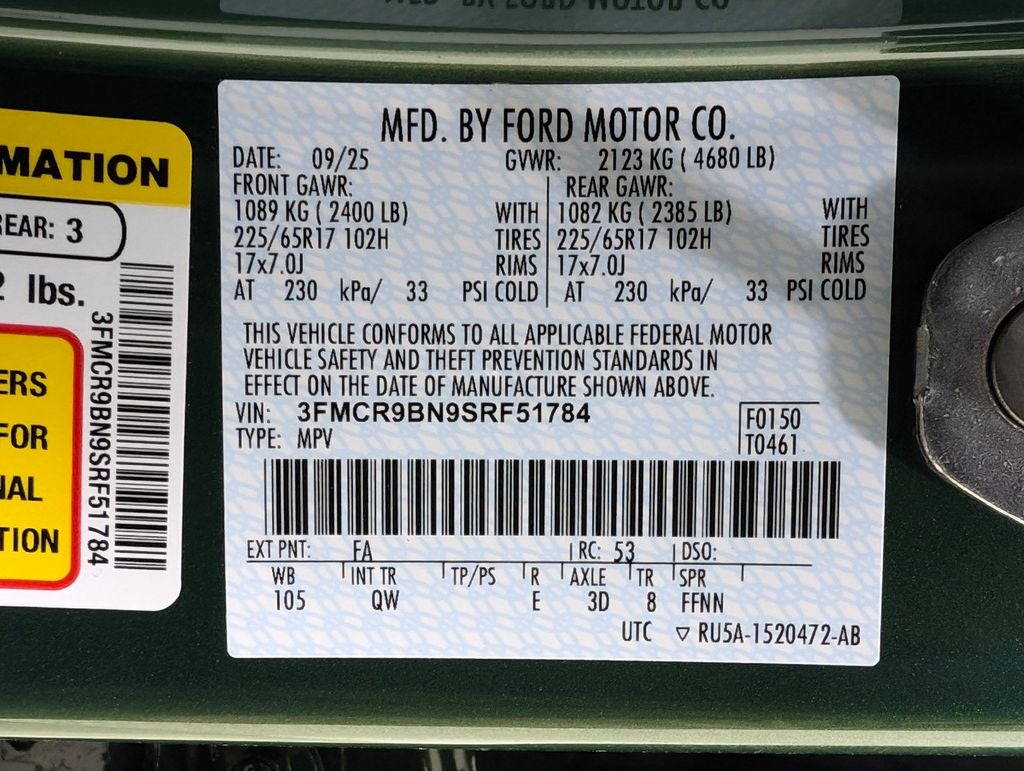 MFD. BY FORD MOTOR CO.
DATE: 09/25 GVWR: 2123 KG ( 4680 LB)
FRONT GAWR: REAR GAWR:
1089 KG ( 2400 LB) WITH 1082 KG ( 2385 LB) WITH
225/65R17 102H TIRES 225/65R17 102H TIRES
17x7.0J RIMS 17x7.0J RIMS
AT 230 kPa/ 33 PSI COLD AT 230 kPa/ 33 PSI COLD
THIS VEHICLE CONFORMS TO ALL APPLICABLE FEDERAL MOTOR
VEHICLE SAFETY AND THEFT PREVENTION STANDARDS IN
EFFECT ON THE DATE OF MANUFACTURE SHOWN ABOVE.
VIN: 3FMCR9BN9SRF51784
TYPE: MPV
F0150
T0461
EXT PNT: FA RC: 53 DSO:
WB INT TR TP/PS R AXLE TR SPR
105 QW E 3D 8 FFNN
UTC ▽ RU5A-1520472-AB
MATION
REAR: 3
lbs.
3FMCR9BN9SRF51784
ERS
FOR
NAL
TION